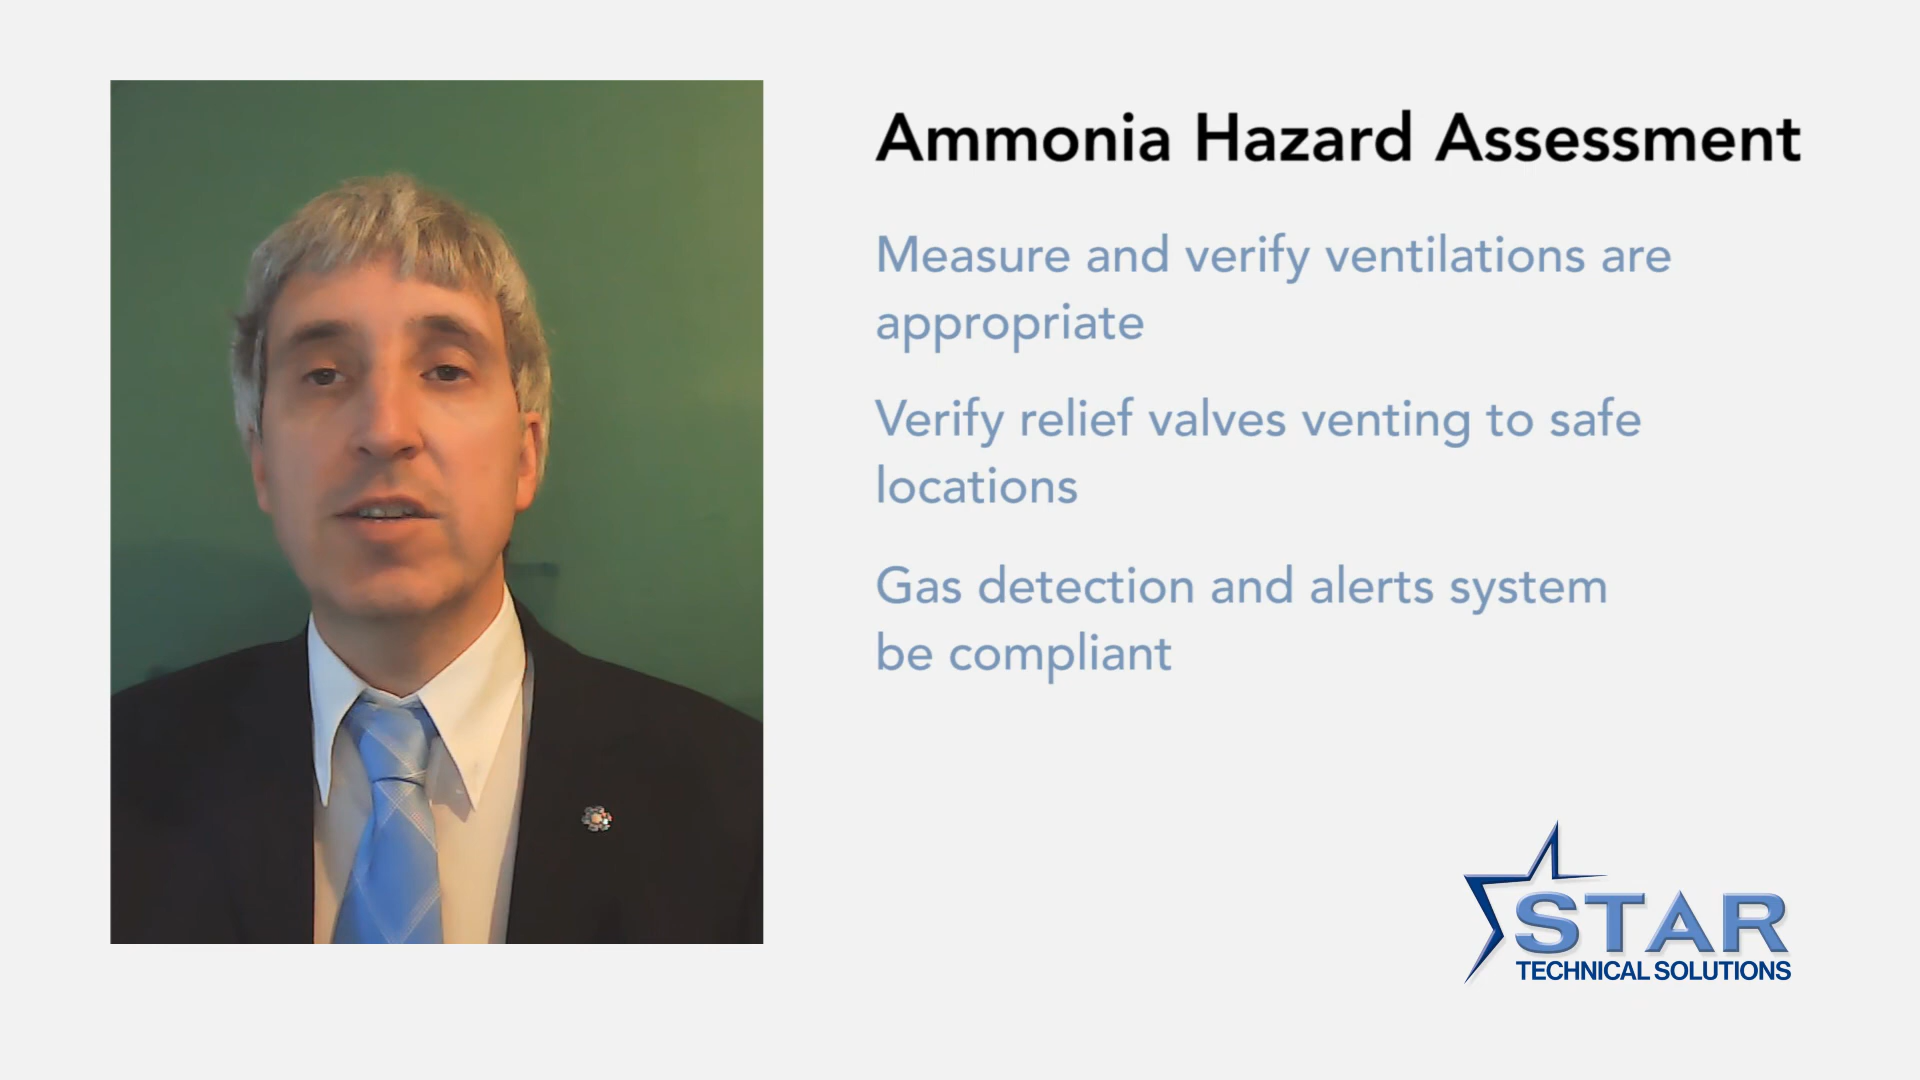 Ammonia Hazard Assessment
Measure and verify ventilations are
appropriate
Verify relief valves venting to safe
locations
Gas detection and alerts system
be compliant
STAR
TECHNICAL SOLUTIONS